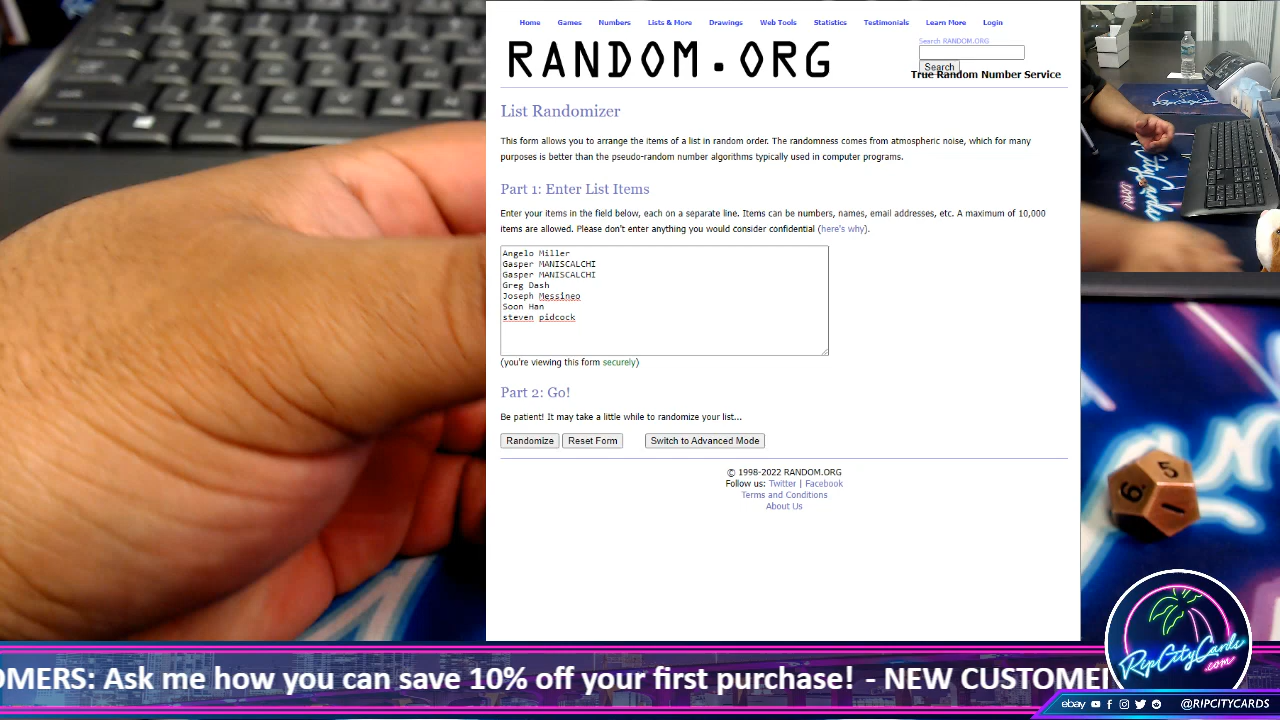 Home Games Numbers Lists & More Drawings Web Tools Statistics Testimonials Learn More Login
RANDOM.ORG
Search RANDOM.ORG
Search
True Random Number Service
List Randomizer
This form allows you to arrange the items of a list in random order. The randomness comes from atmospheric noise, which for many
purposes is better than the pseudo-random number algorithms typically used in computer programs.
Part 1: Enter List Items
Enter your items in the field below, each on a separate line. Items can be numbers, names, email addresses, etc. A maximum of 10,000
items are allowed. Please don't enter anything you would consider confidential (here's why).
Angelo Miller
Gasper MANISCALCHI
Gasper MANISCALCHI
Greg Dash
Joseph Messineo
Soon Han
steven pidcock
(you're viewing this form securely)
Part 2: Go!
Be patient! It may take a little while to randomize your list...
Randomize Reset Form Switch to Advanced Mode
© 1998-2022 RANDOM.ORG
Follow us: Twitter | Facebook
Terms and Conditions
About Us
6 5
OMERS: Ask me how you can save 10% off your first purchase! - NEW CUSTOME
RipCityCards
.com
ebay @RIPCITYCARDS